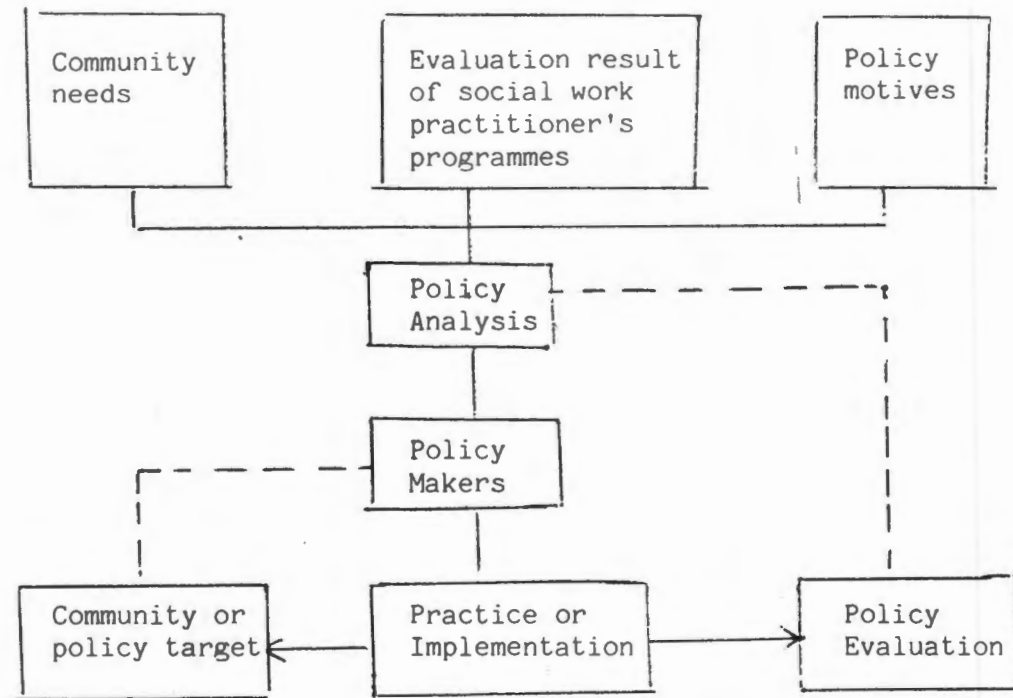 Community
needs
Evaluation result
of social work
practitioner's
programmes
Policy
motives
Policy
Analysis
Policy
Makers
Community or
policy target
Practice or
Implementation
Policy
Evaluation